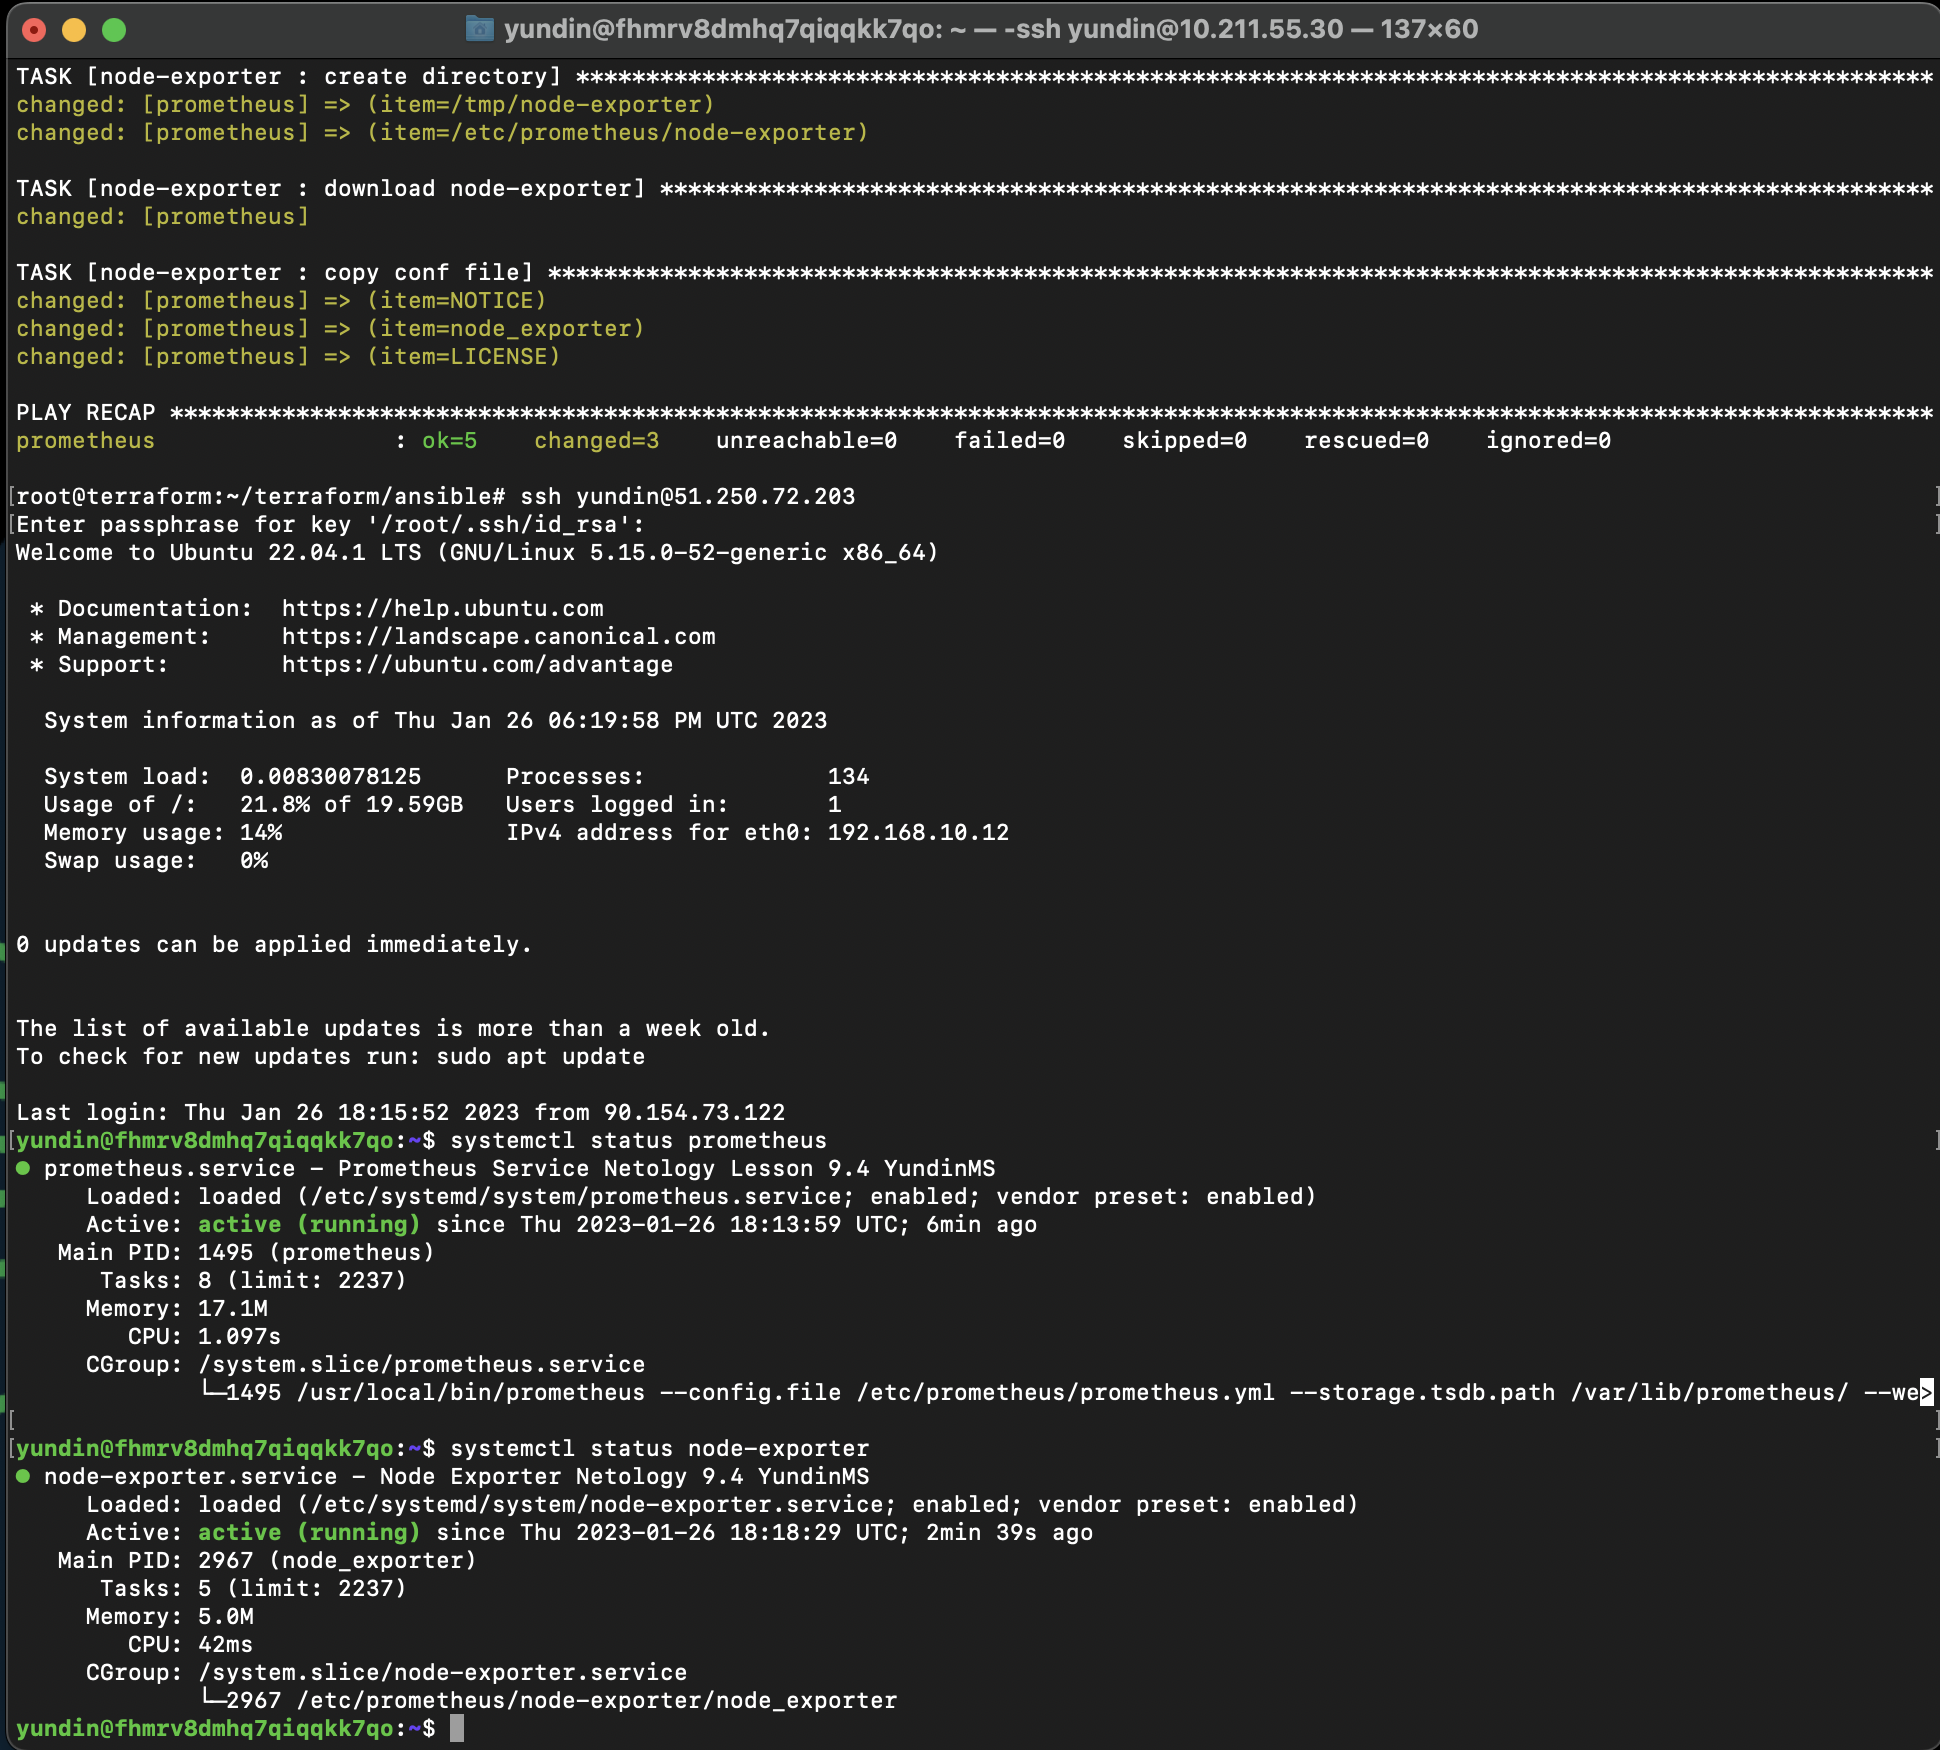 yundin@fhmrv8dmhq7qiqqkk7qo: ~ — -ssh yundin@10.211.55.30 — 137×60
TASK [node-exporter : create directory] *************************************************************************************************
changed: [prometheus] => (item=/tmp/node-exporter)
changed: [prometheus] => (item=/etc/prometheus/node-exporter)
TASK [node-exporter : download node-exporter] *******************************************************************************************
changed: [prometheus]
TASK [node-exporter : copy conf file] ***************************************************************************************************
changed: [prometheus] => (item=NOTICE)
changed: [prometheus] => (item=node_exporter)
changed: [prometheus] => (item=LICENSE)
PLAY RECAP ******************************************************************************************************************************
prometheus                 : ok=5    changed=3    unreachable=0    failed=0    skipped=0    rescued=0    ignored=0
[root@terraform:~/terraform/ansible# ssh yundin@51.250.72.203 ]
[Enter passphrase for key '/root/.ssh/id_rsa': ]
Welcome to Ubuntu 22.04.1 LTS (GNU/Linux 5.15.0-52-generic x86_64)
 * Documentation:  https://help.ubuntu.com
 * Management:     https://landscape.canonical.com
 * Support:        https://ubuntu.com/advantage
  System information as of Thu Jan 26 06:19:58 PM UTC 2023
  System load:  0.00830078125      Processes:             134
  Usage of /:   21.8% of 19.59GB   Users logged in:       1
  Memory usage: 14%                IPv4 address for eth0: 192.168.10.12
  Swap usage:   0%
0 updates can be applied immediately.
The list of available updates is more than a week old.
To check for new updates run: sudo apt update
Last login: Thu Jan 26 18:15:52 2023 from 90.154.73.122
[yundin@fhmrv8dmhq7qiqqkk7qo:~$ systemctl status prometheus ]
● prometheus.service - Prometheus Service Netology Lesson 9.4 YundinMS
     Loaded: loaded (/etc/systemd/system/prometheus.service; enabled; vendor preset: enabled)
     Active: active (running) since Thu 2023-01-26 18:13:59 UTC; 6min ago
   Main PID: 1495 (prometheus)
      Tasks: 8 (limit: 2237)
     Memory: 17.1M
        CPU: 1.097s
     CGroup: /system.slice/prometheus.service
             └─1495 /usr/local/bin/prometheus --config.file /etc/prometheus/prometheus.yml --storage.tsdb.path /var/lib/prometheus/ --we>
[ ]
[yundin@fhmrv8dmhq7qiqqkk7qo:~$ systemctl status node-exporter ]
● node-exporter.service - Node Exporter Netology 9.4 YundinMS
     Loaded: loaded (/etc/systemd/system/node-exporter.service; enabled; vendor preset: enabled)
     Active: active (running) since Thu 2023-01-26 18:18:29 UTC; 2min 39s ago
   Main PID: 2967 (node_exporter)
      Tasks: 5 (limit: 2237)
     Memory: 5.0M
        CPU: 42ms
     CGroup: /system.slice/node-exporter.service
             └─2967 /etc/prometheus/node-exporter/node_exporter
yundin@fhmrv8dmhq7qiqqkk7qo:~$